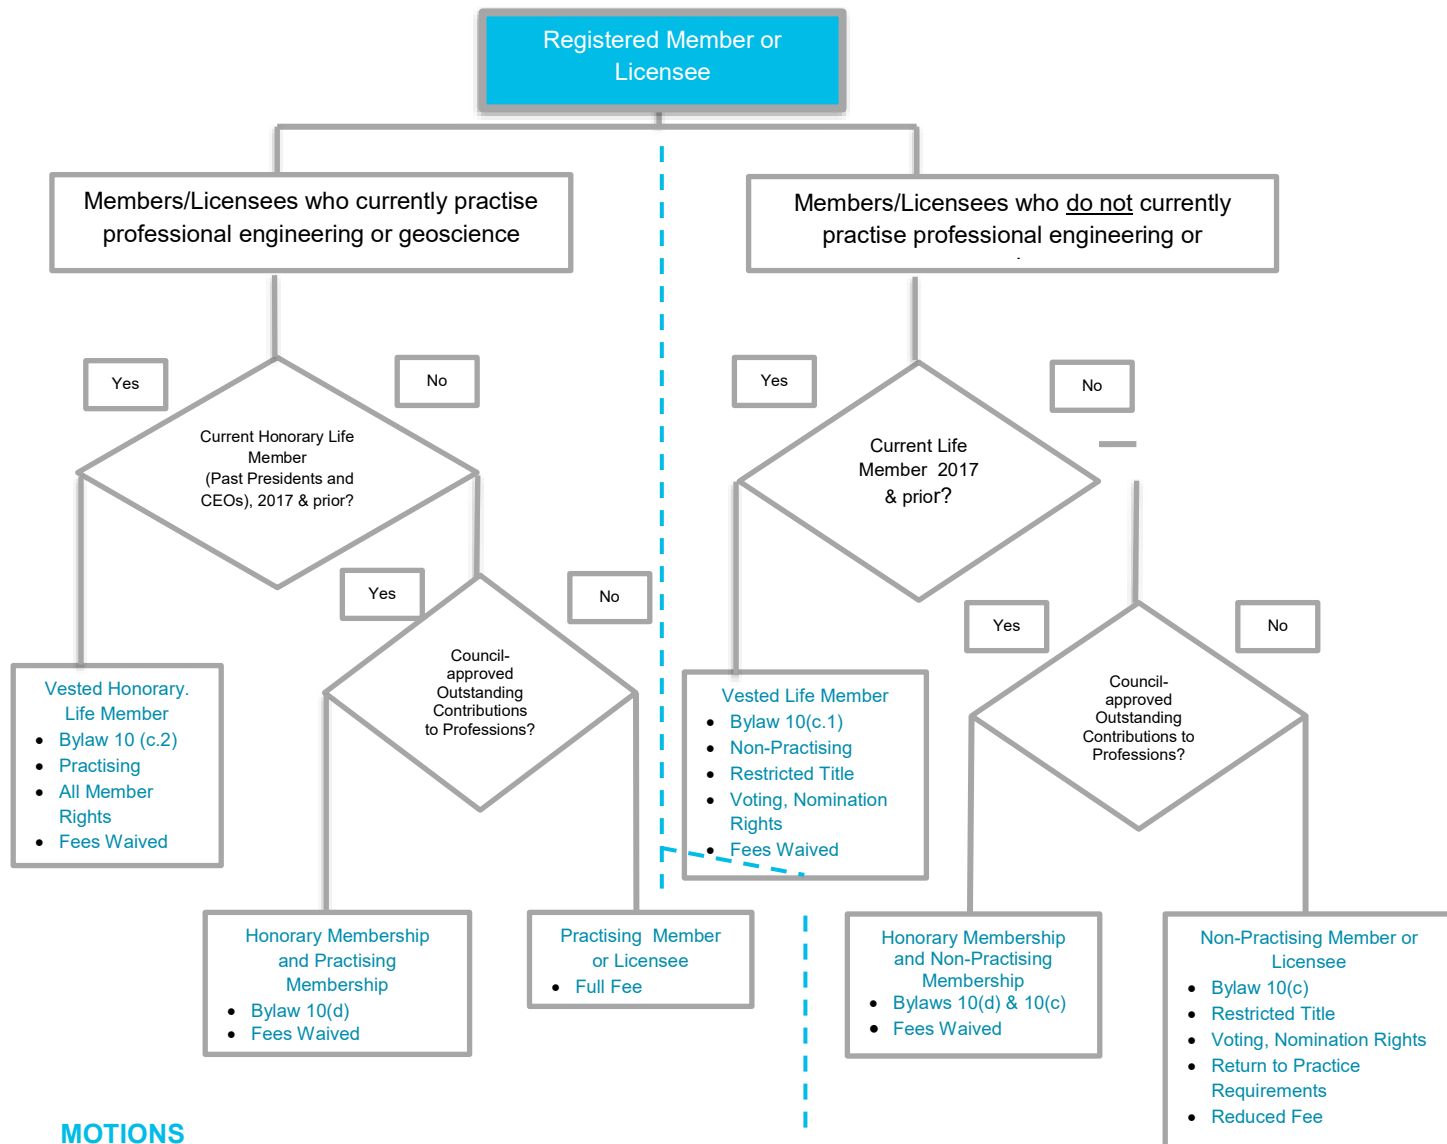 Registered Member or
Licensee
Members/Licensees who currently practise
professional engineering or geoscience
Members/Licensees who do not currently
practise professional engineering or
Yes
No
Current Honorary Life
Member
(Past Presidents and
CEOs), 2017 & prior?
Yes
No
Current Life
Member 2017
& prior?
Yes
No
Council-
approved
Outstanding
Contributions
to Professions?
Yes
No
Council-
approved
Outstanding
Contributions to
Professions?
Vested Honorary.
Life Member
• Bylaw 10 (c.2)
• Practising
• All Member
Rights
• Fees Waived
Vested Life Member
• Bylaw 10(c.1)
• Non-Practising
• Restricted Title
• Voting, Nomination
Rights
• Fees Waived
Honorary Membership
and Practising
Membership
• Bylaw 10(d)
• Fees Waived
Practising Member
or Licensee
• Full Fee
Honorary Membership
and Non-Practising
Membership
• Bylaws 10(d) & 10(c)
• Fees Waived
Non-Practising Member or
Licensee
• Bylaw 10(c)
• Restricted Title
• Voting, Nomination Rights
• Return to Practice
Requirements
• Reduced Fee
MOTIONS